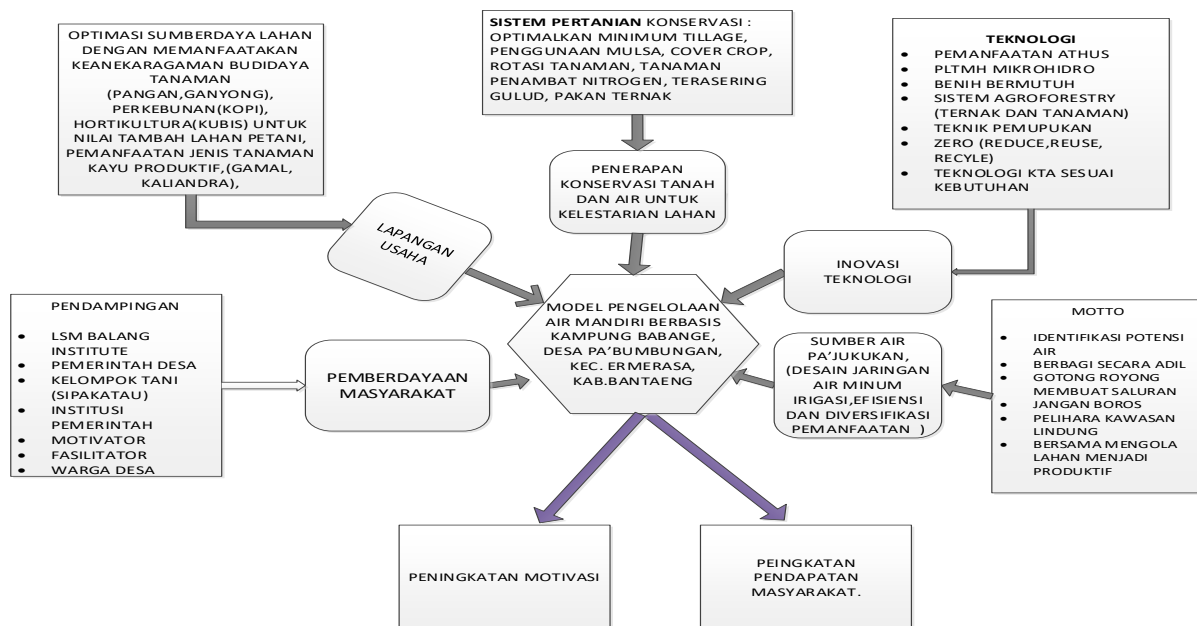 OPTIMASI SUMBERDAYA LAHAN
DENGAN MEMANFAATAKAN
KEANEKARAGAMAN BUDIDAYA
TANAMAN
(PANGAN,GANYONG),
PERKEBUNAN(KOPI),
HORTIKULTURA(KUBIS) UNTUK
NILAI TAMBAH LAHAN PETANI,
PEMANFAATAN JENIS TANAMAN
KAYU PRODUKTIF,(GAMAL,
KALIANDRA),
SISTEM PERTANIAN KONSERVASI :
OPTIMALKAN MINIMUM TILLAGE,
PENGGUNAAN MULSA, COVER CROP,
ROTASI TANAMAN, TANAMAN
PENAMBAT NITROGEN, TERASERING
GULUD, PAKAN TERNAK
TEKNOLOGI
• PEMANFAATAN ATHUS
• PLTMH MIKROHIDRO
• BENIH BERMUTUH
• SISTEM AGROFORESTRY
(TERNAK DAN TANAMAN)
• TEKNIK PEMUPUKAN
• ZERO (REDUCE,REUSE,
RECYLE)
• TEKNOLOGI KTA SESUAI
KEBUTUHAN
LAPANGAN
USAHA
PENERAPAN
KONSERVASI TANAH
DAN AIR UNTUK
KELESTARIAN LAHAN
INOVASI
TEKNOLOGI
PENDAMPINGAN
• LSM BALANG
INSTITUTE
• PEMERINTAH DESA
• KELOMPOK TANI
(SIPAKATAU)
• INSTITUSI
PEMERINTAH
• MOTIVATOR
• FASILITATOR
• WARGA DESA
PEMBERDAYAAN
MASYARAKAT
MODEL PENGELOLAAN
AIR MANDIRI BERBASIS
KAMPUNG BABANGE,
DESA PA'BUMBUNGAN,
KEC. ERMERASA,
KAB.BANTAENG
SUMBER AIR
PA'JUKUKAN,
(DESAIN JARINGAN
AIR MINUM
IRIGASI,EFISIENSI
DAN DIVERSIFIKASI
PEMANFAATAN )
MOTTO
• IDENTIFIKASI POTENSI
AIR
• BERBAGI SECARA ADIL
• GOTONG ROYONG
MEMBUAT SALURAN
• JANGAN BOROS
• PELIHARA KAWASAN
LINDUNG
• BERSAMA MENGOLA
LAHAN MENJADI
PRODUKTIF
PENINGKATAN MOTIVASI
PEINGKATAN
PENDAPATAN
MASYARAKAT.